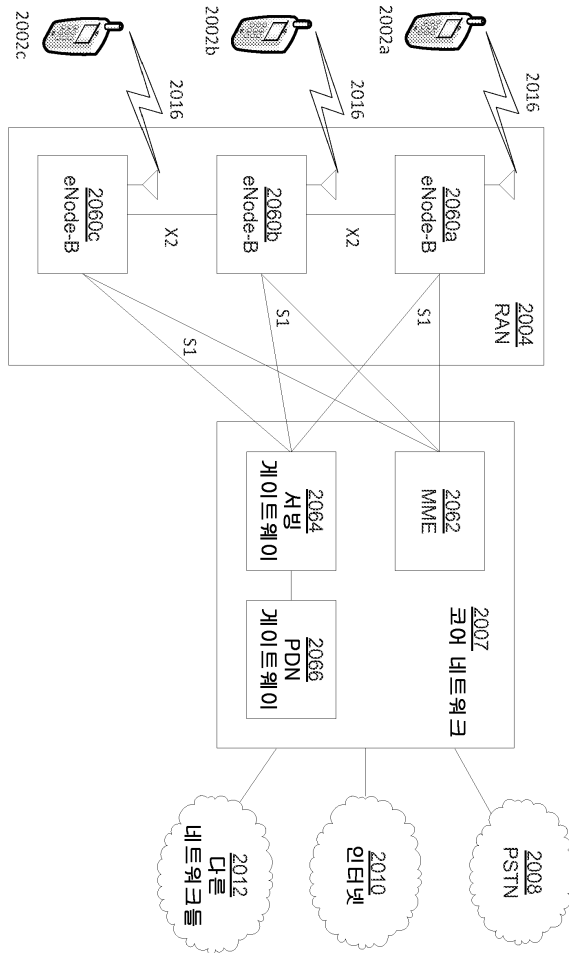 2002a
2002b
2002c
2016
2016
2016
2060a
eNode-B
2060b
eNode-B
2060c
eNode-B
X2
X2
S1
S1
S1
2004
RAN
2062
MME
2064
서빙
게이트웨이
2066
PDN
게이트웨이
2007
코어 네트워크
2008
PSTN
2010
인터넷
2012
다른
네트워크들